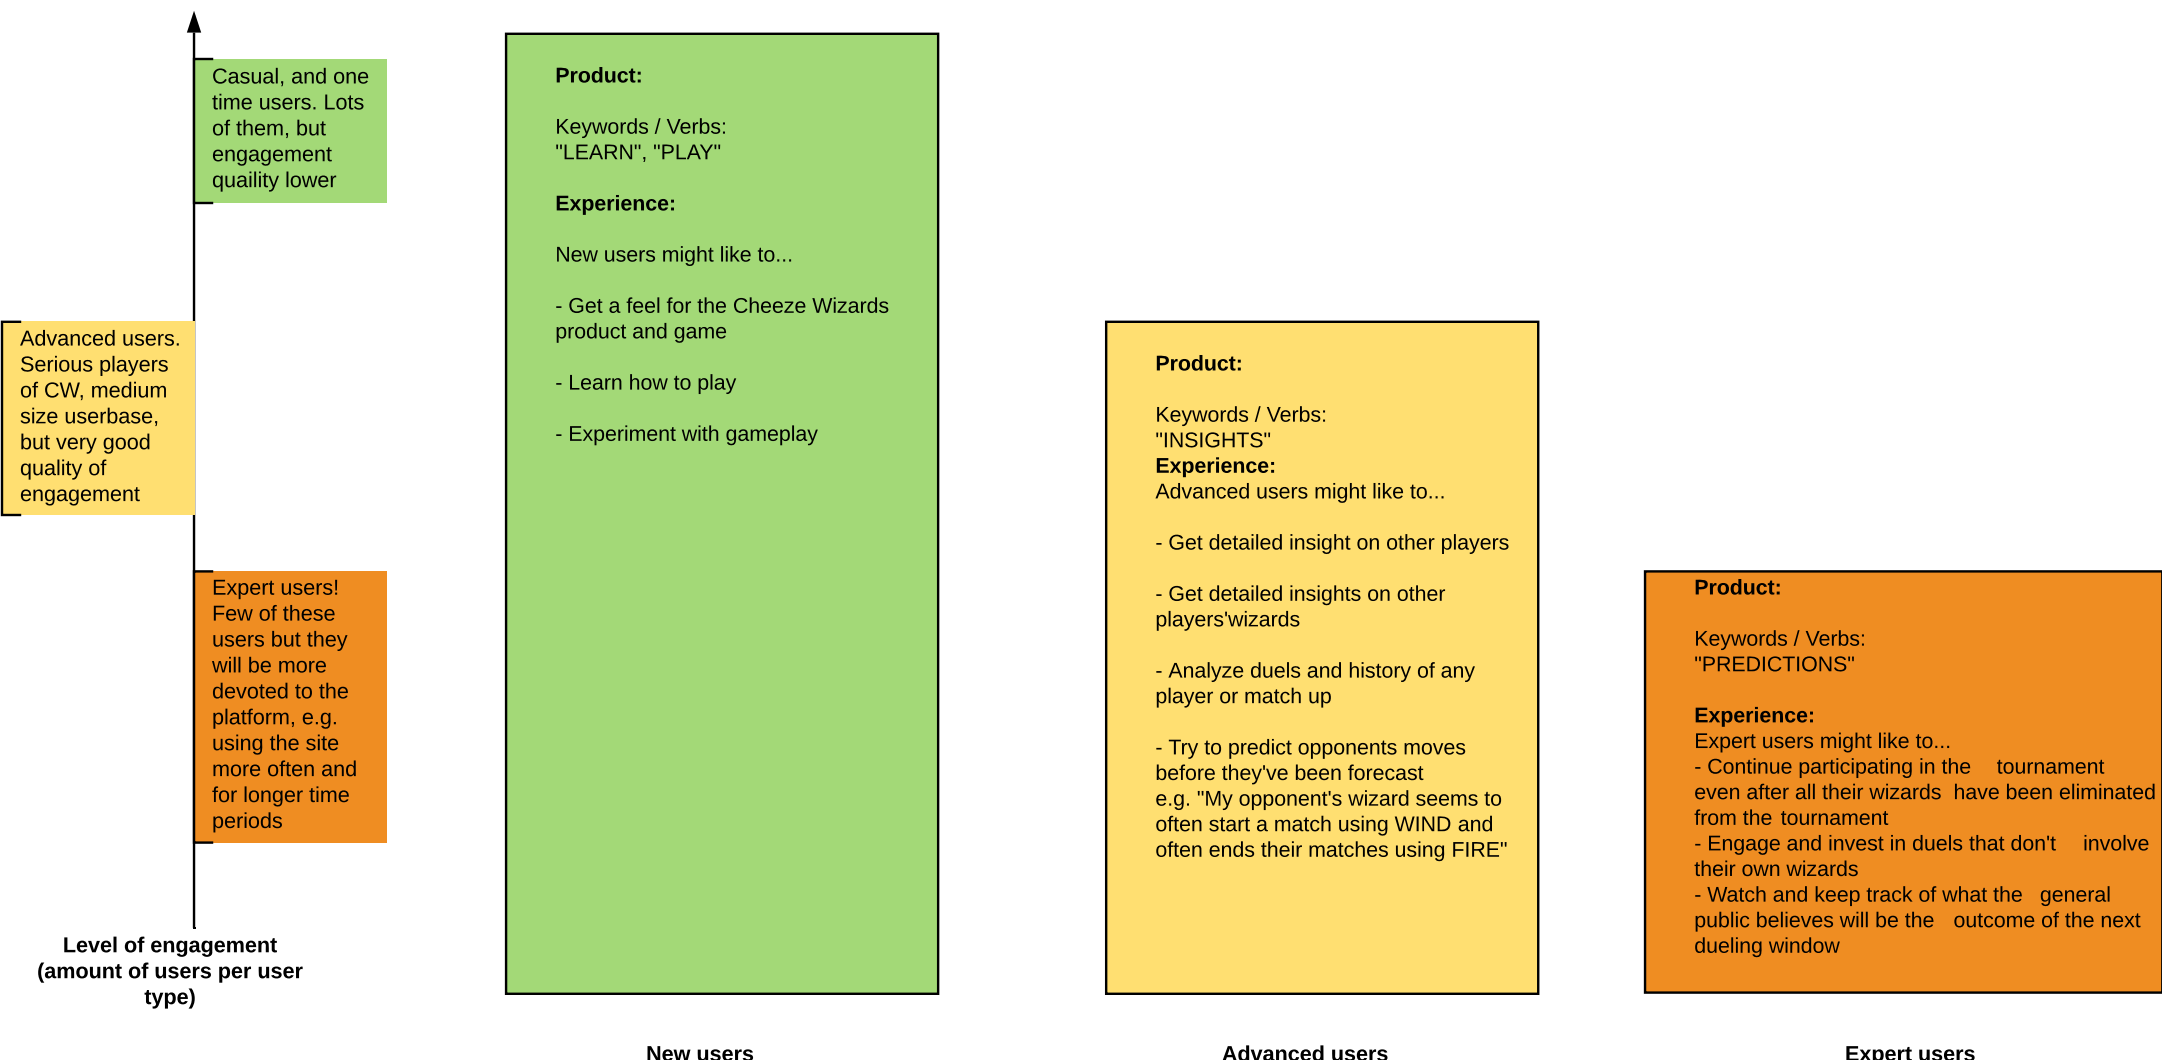 Casual, and one
time users. Lots
of them, but
engagement
quaility lower
Advanced users.
Serious players
of CW, medium
size userbase,
but very good
quality of
engagement
Expert users!
Few of these
users but they
will be more
devoted to the
platform, e.g.
using the site
more often and
for longer time
periods
Level of engagement
(amount of users per user
type)
Product:
Keywords / Verbs:
"LEARN", "PLAY"
Experience:
New users might like to...
- Get a feel for the Cheeze Wizards
product and game
- Learn how to play
- Experiment with gameplay
New users
Product:
Keywords / Verbs:
"INSIGHTS"
Experience:
Advanced users might like to...
- Get detailed insight on other players
- Get detailed insights on other
players'wizards
- Analyze duels and history of any
player or match up
- Try to predict opponents moves
before they've been forecast
e.g. "My opponent's wizard seems to
often start a match using WIND and
often ends their matches using FIRE"
Advanced users
Product:
Keywords / Verbs:
"PREDICTIONS"
Experience:
Expert users might like to...
- Continue participating in the tournament
even after all their wizards have been eliminated
from the tournament
- Engage and invest in duels that don't involve
their own wizards
- Watch and keep track of what the general
public believes will be the outcome of the next
dueling window
Expert users